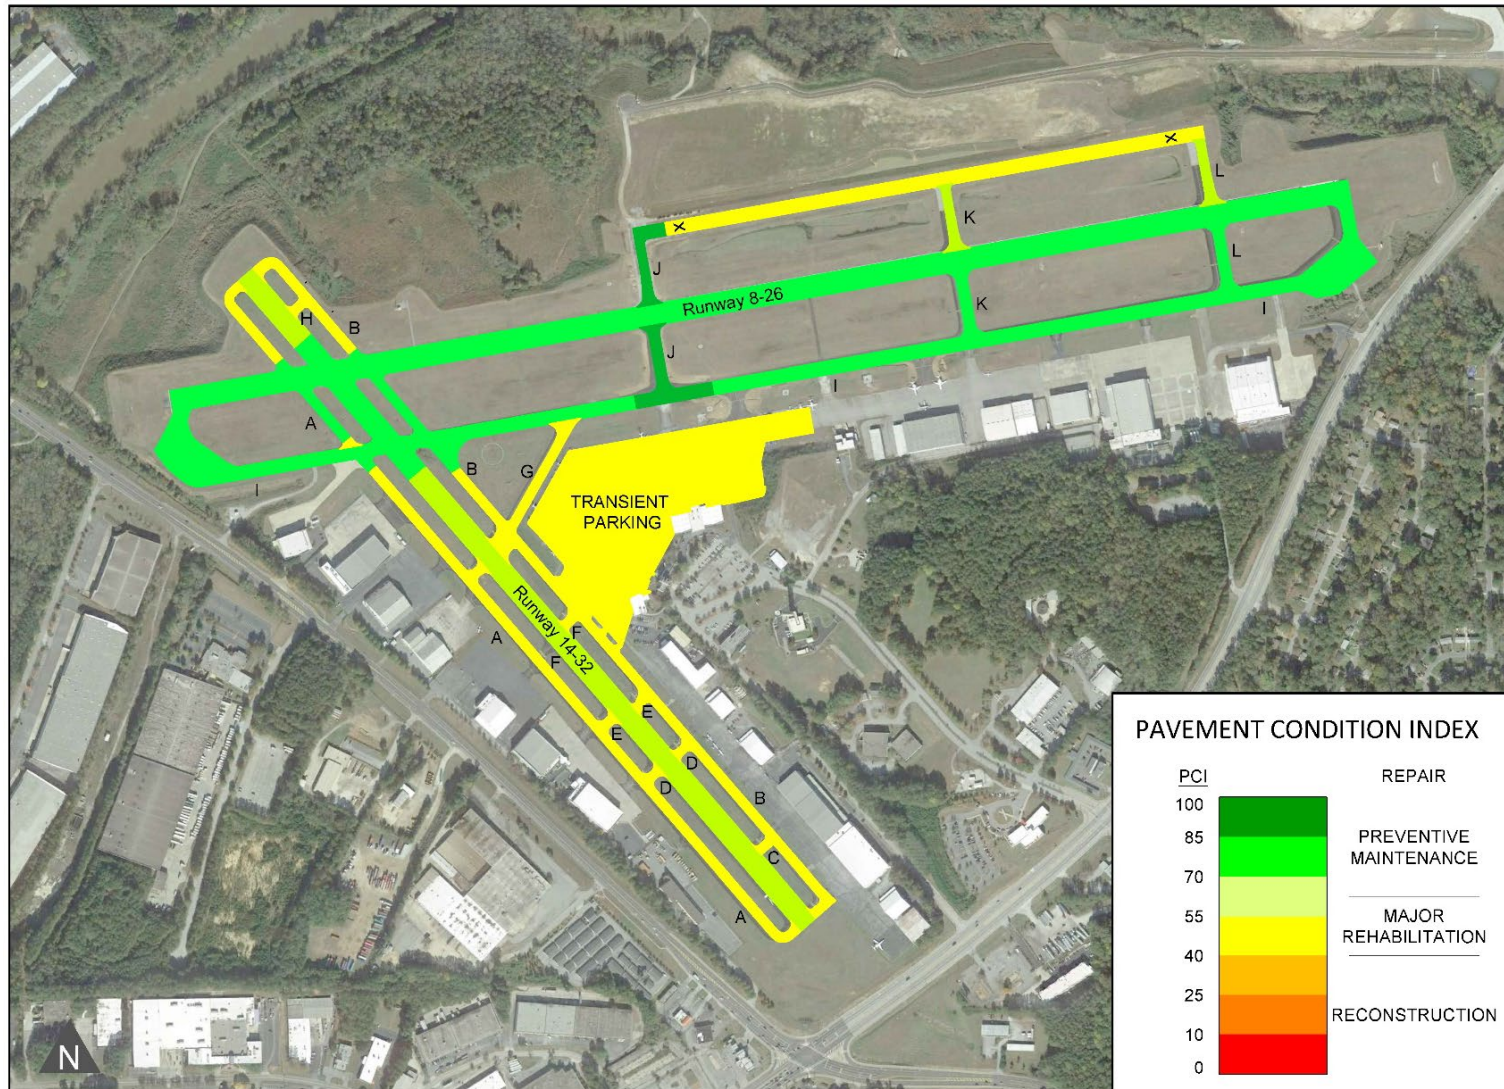 X
L
K
X
J
L
Runway 8-26
K
H
B
I
J
I
A
B
G
I
TRANSIENT
PARKING
Runway 14-32
A
F
F
E
E
D
D
B
C
A
PAVEMENT CONDITION INDEX
PCI
REPAIR
100
85
PREVENTIVE
MAINTENANCE
70
55
MAJOR
REHABILITATION
40
25
RECONSTRUCTION
10
0
N